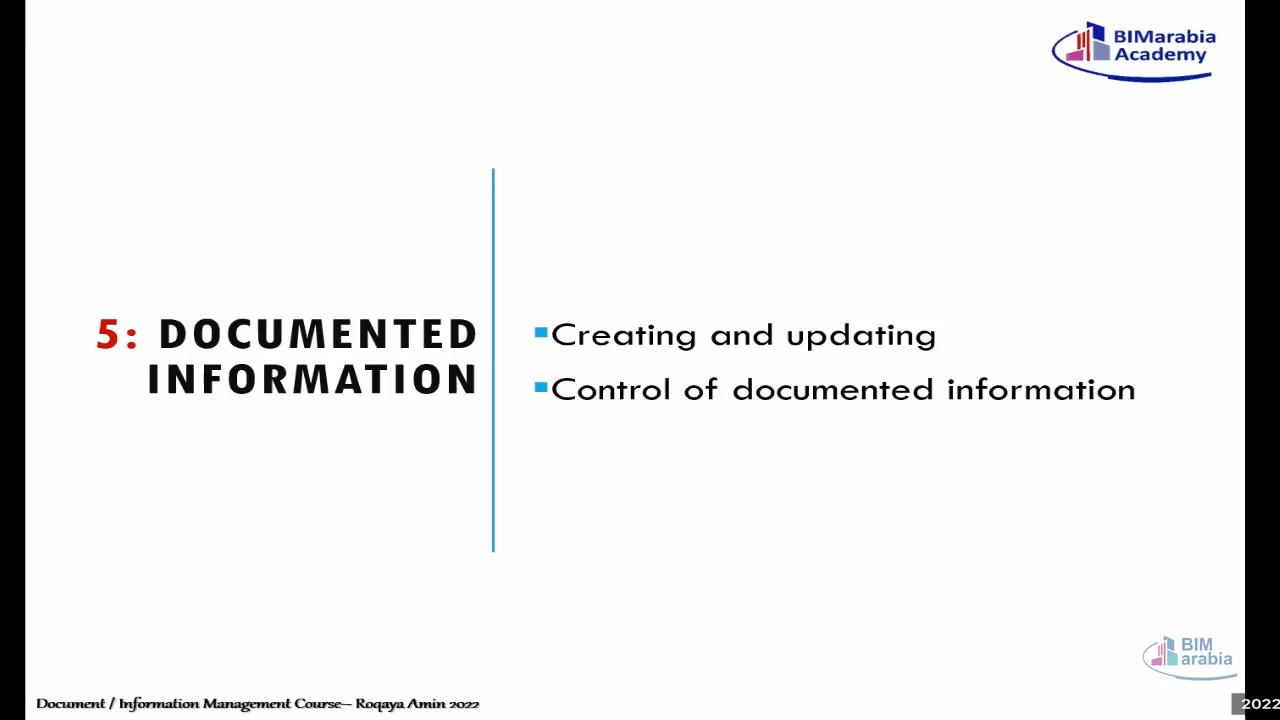 BIMarabia
Academy
5: DOCUMENTED
INFORMATION
Creating and updating
Control of documented information
BIM
arabia
Document / Information Management Course-- Roqaya Amin 2022
2022